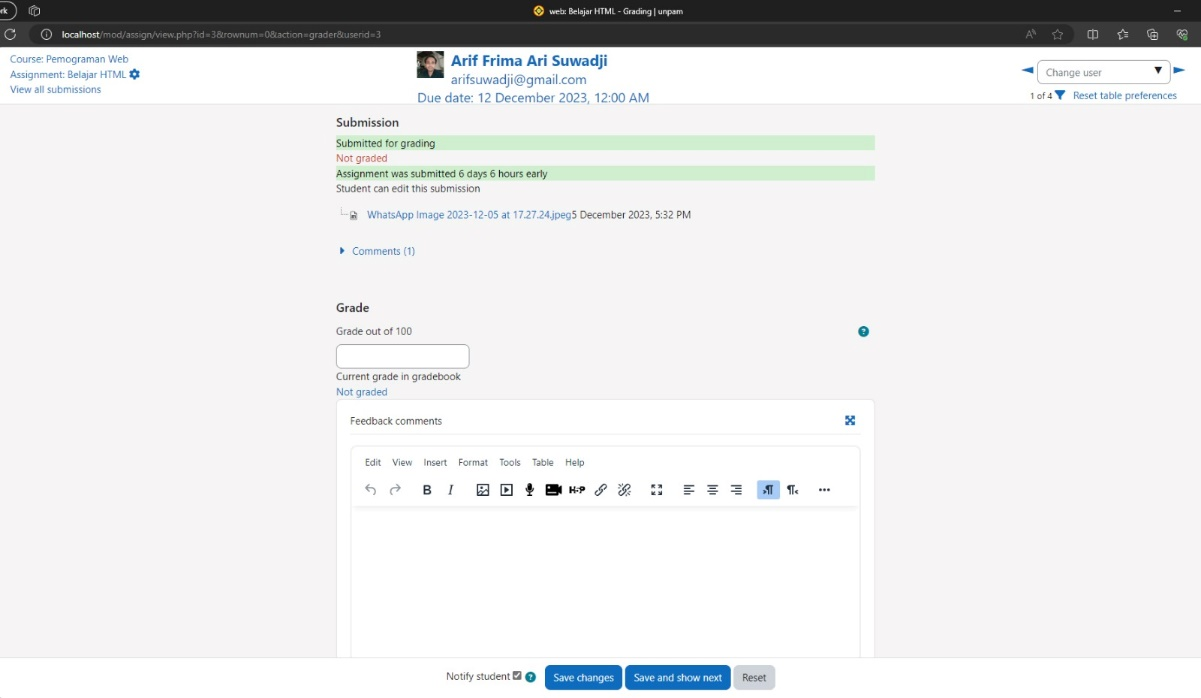 rk
web: Belajar HTML - Grading | unpam
localhost/mod/assign/view.php?id=3&rownum=0&action=grader&userid=3
Course: Pemograman Web
Assignment: Belajar HTML
View all submissions
Arif Frima Ari Suwadji
arifsuwadji@gmail.com
Due date: 12 December 2023, 12:00 AM
Change user
1 of 4 Reset table preferences
Submission
Submitted for grading
Not graded
Assignment was submitted 6 days 6 hours early
Student can edit this submission
WhatsApp Image 2023-12-05 at 17.27.24.jpeg5 December 2023, 5:32 PM
Comments (1)
Grade
Grade out of 100
Current grade in gradebook
Not graded
Feedback comments
Edit View Insert Format Tools Table Help
B I H5P
Notify student Save changes Save and show next Reset